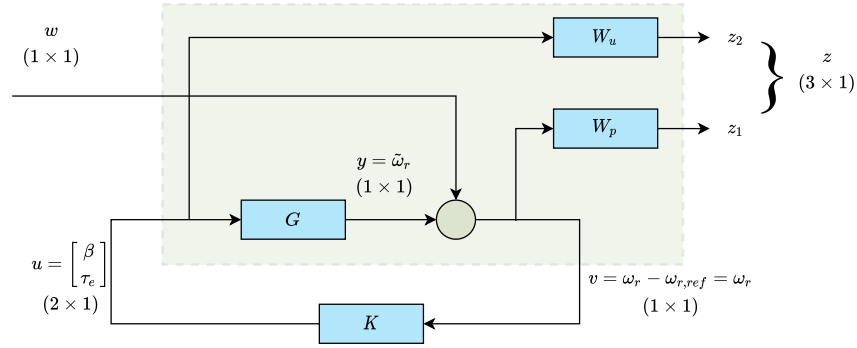 w
(1 × 1)
W_u
z_2
z
(3 × 1)
W_p
z_1
y = ω̃_r
(1 × 1)
G
u = [β
τ_e]
(2 × 1)
v = ω_r − ω_{r,ref} = ω_r
(1 × 1)
K